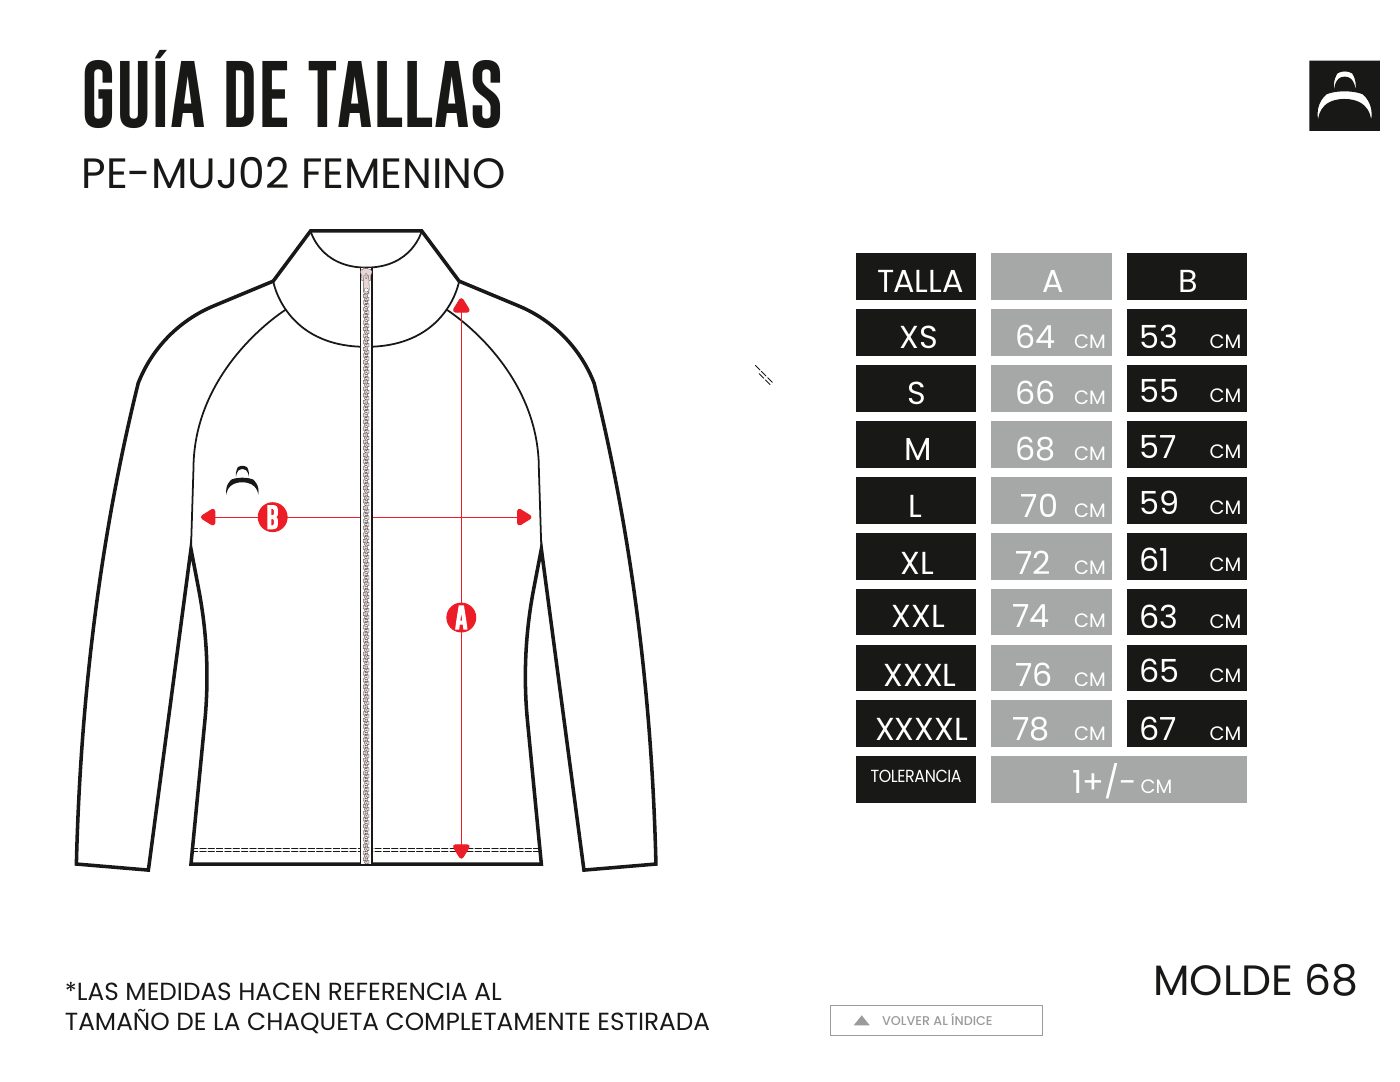 GUÍA DE TALLAS
PE-MUJ02 FEMENINO
TALLA A B
XS 64 CM 53 CM
S 66 CM 55 CM
M 68 CM 57 CM
L 70 CM 59 CM
XL 72 CM 61 CM
XXL 74 CM 63 CM
XXXL 76 CM 65 CM
XXXXL 78 CM 67 CM
TOLERANCIA 1+/- CM
B
A
*LAS MEDIDAS HACEN REFERENCIA AL
TAMAÑO DE LA CHAQUETA COMPLETAMENTE ESTIRADA
MOLDE 68
VOLVER AL ÍNDICE